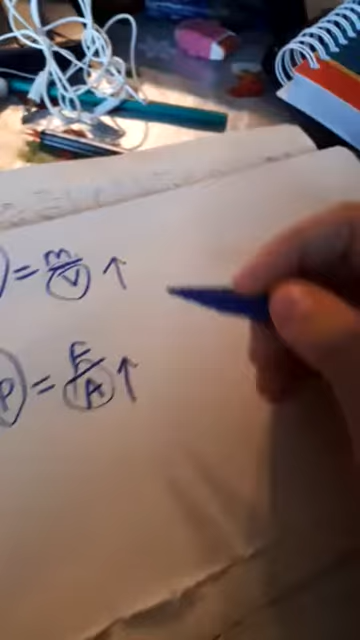 = m/V ↑
P = F/A ↑